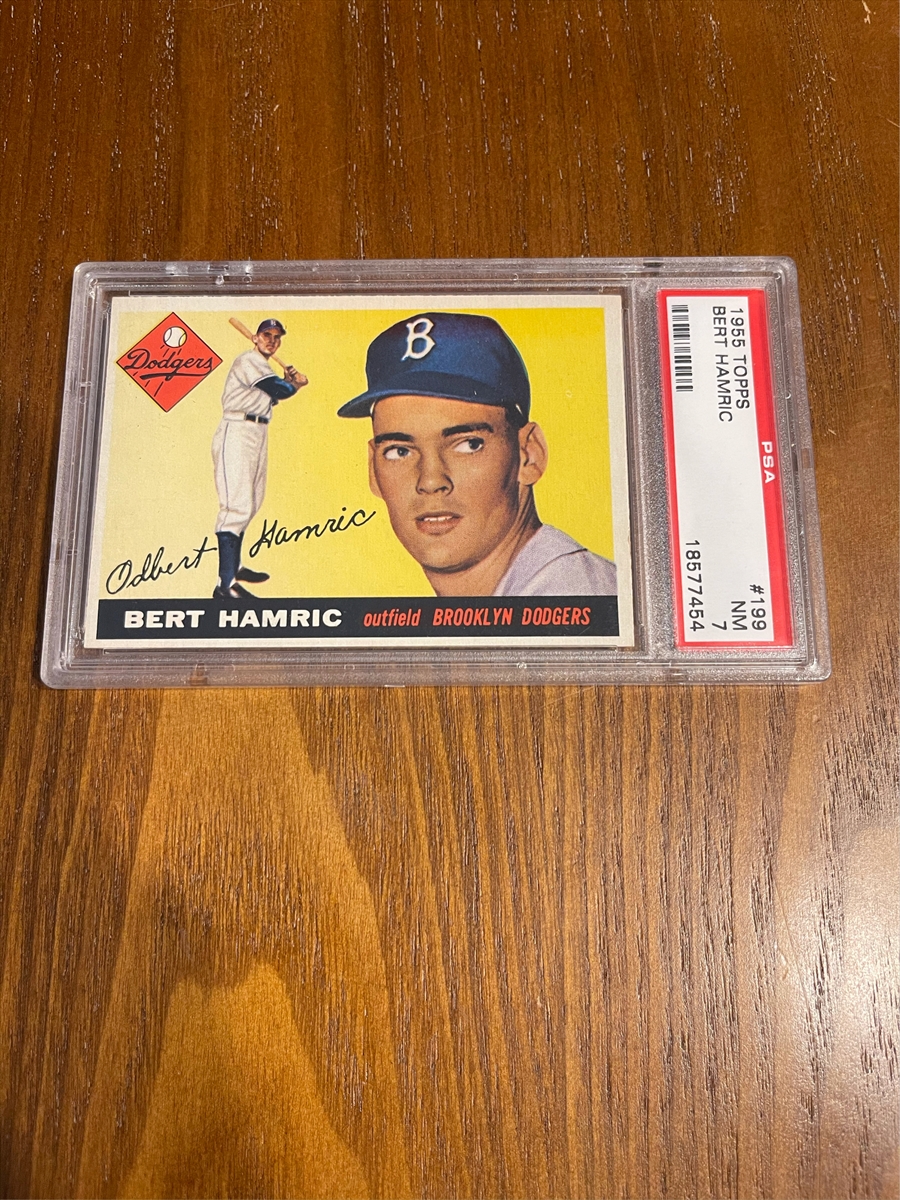 Dodgers
B
B
Odbert Hamric
BERT HAMRIC outfield BROOKLYN DODGERS
1955 TOPPS
BERT HAMRIC
PSA
#199
NM
7
18577454